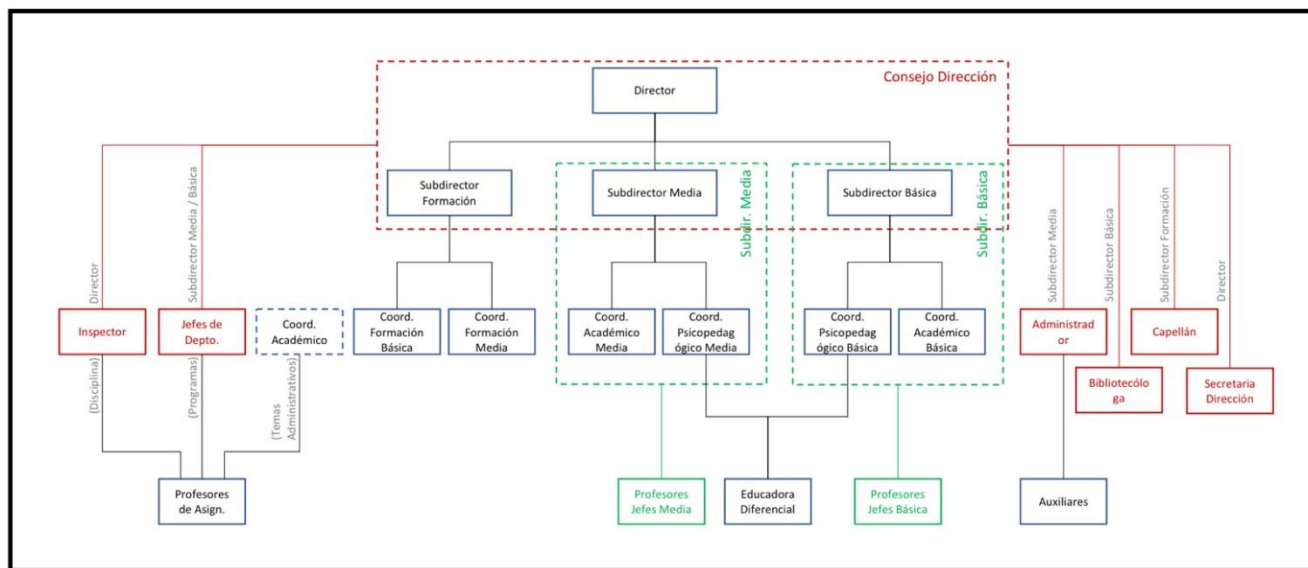 Consejo Dirección
Director
Subdirector
Formación
Subdirector Media
Subdirector Básica
Subdir. Media
Subdir. Básica
Director
Subdirector Media / Básica
Subdirector Media
Subdirector Básica
Subdirector Formación
Director
Inspector
Jefes de
Depto.
Coord.
Académico
Coord.
Formación
Básica
Coord.
Formación
Media
Coord.
Académico
Media
Coord.
Psicopedag
ógico Media
Coord.
Psicopedag
ógico Básica
Coord.
Académico
Básica
Administrad
or
Capellán
Bibliotecólo
ga
Secretaria
Dirección
(Disciplina)
(Programas)
(Temas
Administrativos)
Profesores
de Asign.
Profesores
Jefes Media
Educadora
Diferencial
Profesores
Jefes Básica
Auxiliares